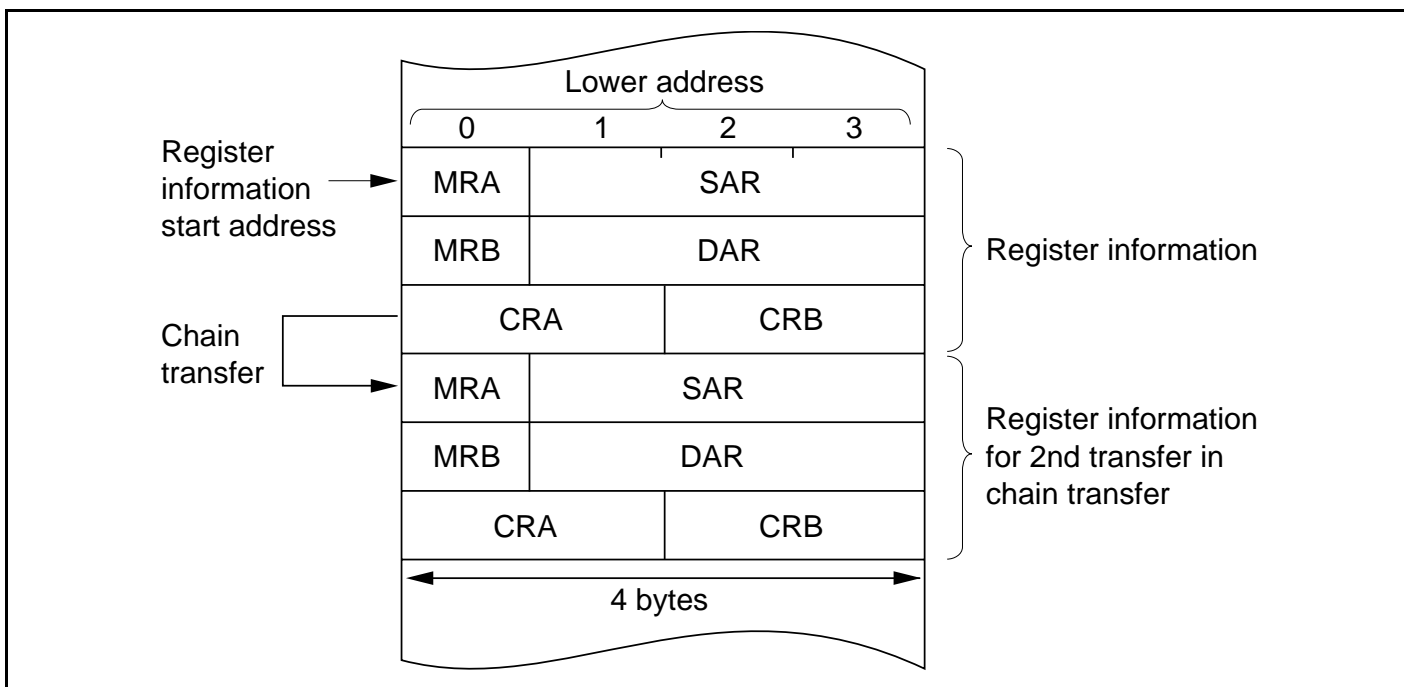 Lower address
0 1 2 3
Register
information
start address
MRA SAR
MRB DAR
Register information
CRA CRB
Chain
transfer
MRA SAR
MRB DAR
Register information
for 2nd transfer in
chain transfer
CRA CRB
4 bytes